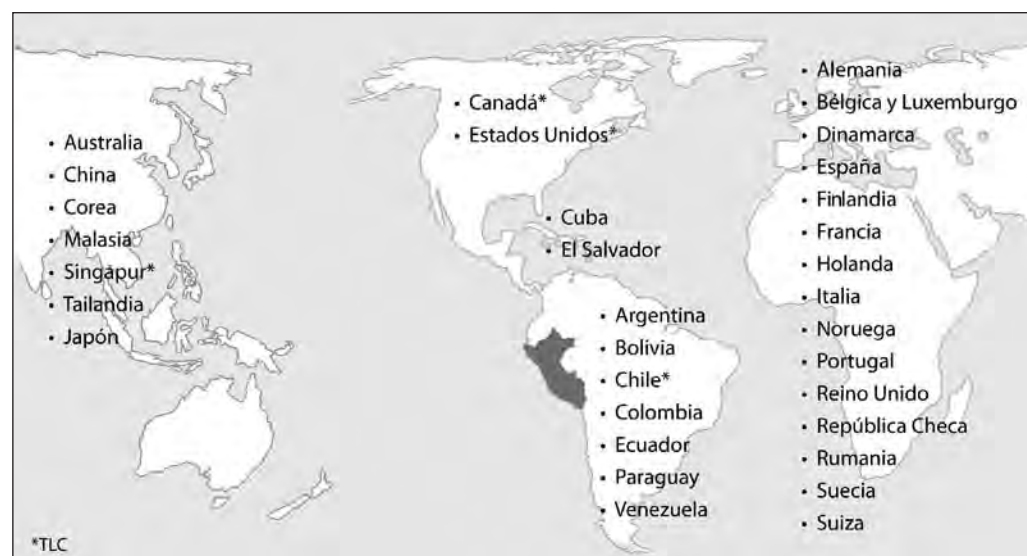 • Australia
• China
• Corea
• Malasia
• Singapur*
• Tailandia
• Japón
• Canadá*
• Estados Unidos*
• Cuba
• El Salvador
• Argentina
• Bolivia
• Chile*
• Colombia
• Ecuador
• Paraguay
• Venezuela
• Alemania
• Bélgica y Luxemburgo
• Dinamarca
• España
• Finlandia
• Francia
• Holanda
• Italia
• Noruega
• Portugal
• Reino Unido
• República Checa
• Rumania
• Suecia
• Suiza
*TLC